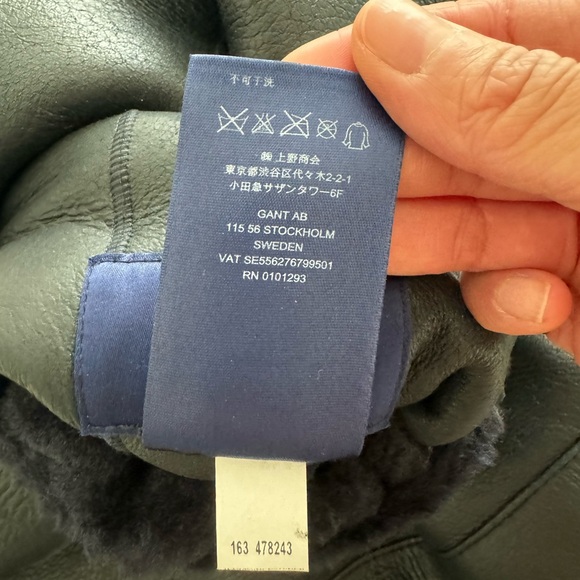 不可干洗
㈱ 上野商会
東京都渋谷区代々木2-2-1
小田急サザンタワー6F
GANT AB
115 56 STOCKHOLM
SWEDEN
VAT SE556276799501
RN 0101293
163 478243